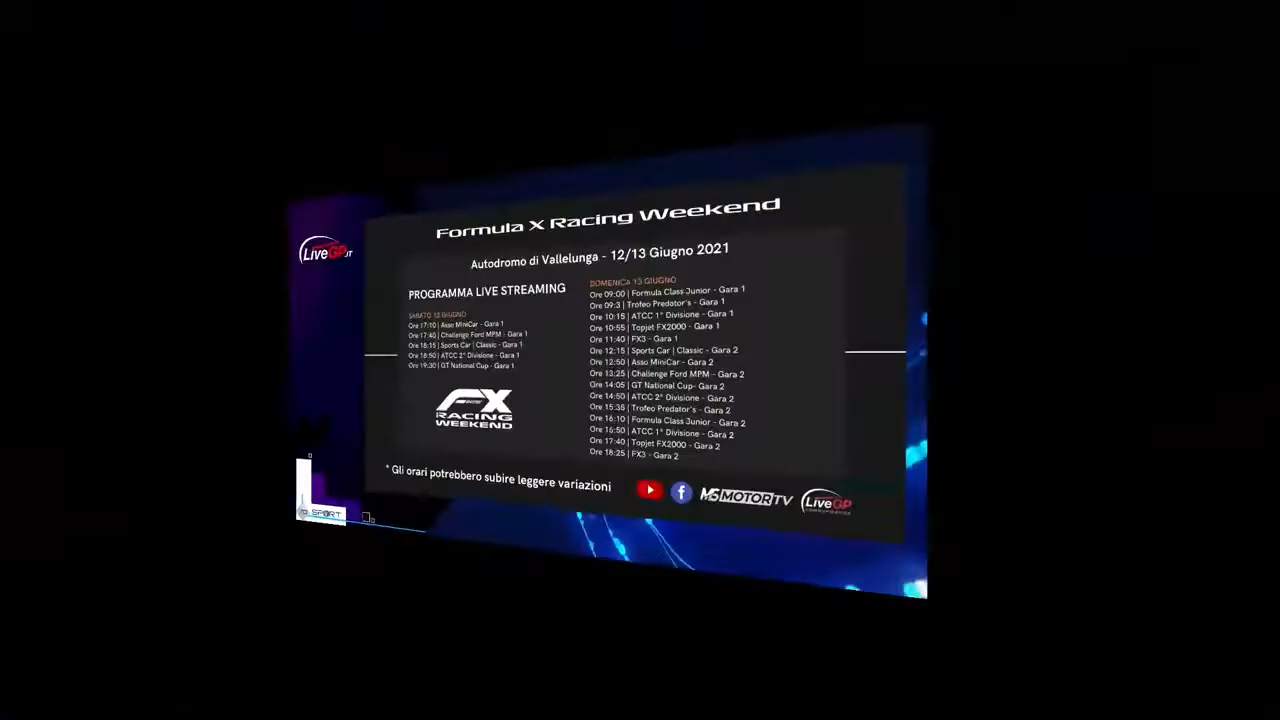 Formula X Racing Weekend
Autodromo di Vallelunga - 12/13 Giugno 2021
PROGRAMMA LIVE STREAMING
SABATO 12 GIUGNO
Ore 17:10 | Asso MiniCar - Gara 1
Ore 17:40 | Challenge Ford MPM - Gara 1
Ore 18:15 | Sports Car | Classic - Gara 1
Ore 18:50 | ATCC 2° Divisione - Gara 1
Ore 19:30 | GT National Cup - Gara 1
DOMENICA 13 GIUGNO
Ore 09:00 | Formula Class Junior - Gara 1
Ore 09:3 | Trofeo Predator's - Gara 1
Ore 10:15 | ATCC 1° Divisione - Gara 1
Ore 10:55 | Topjet FX2000 - Gara 1
Ore 11:40 | FX3 - Gara 1
Ore 12:15 | Sports Car | Classic - Gara 2
Ore 12:50 | Asso MiniCar - Gara 2
Ore 13:25 | Challenge Ford MPM - Gara 2
Ore 14:05 | GT National Cup- Gara 2
Ore 14:50 | ATCC 2° Divisione - Gara 2
Ore 15:35 | Trofeo Predator's - Gara 2
Ore 16:10 | Formula Class Junior - Gara 2
Ore 16:50 | ATCC 1° Divisione - Gara 2
Ore 17:40 | Topjet FX2000 - Gara 2
Ore 18:25 | FX3 - Gara 2
FX
RACING
WEEKEND
* Gli orari potrebbero subire leggere variazioni
MS MOTORTV
LiveGP
LiveGP.IT
SPORT